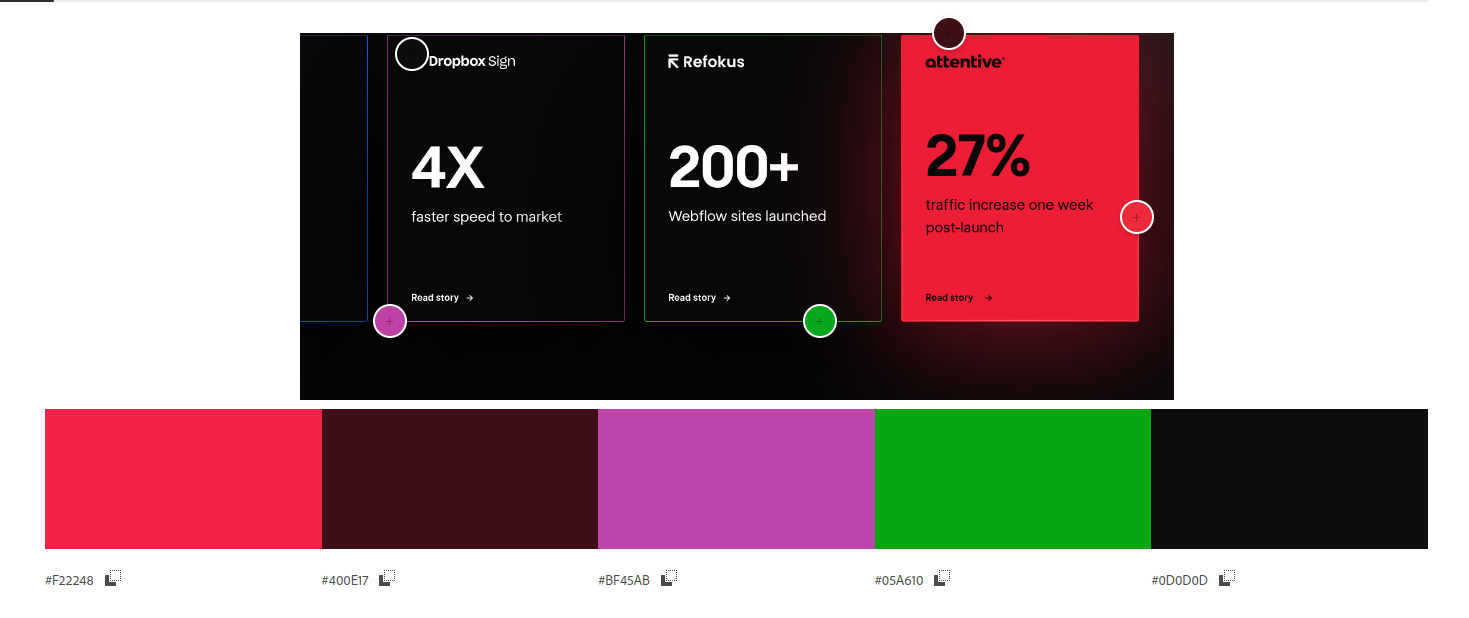 Dropbox Sign
4X
faster speed to market
Read story →
Refokus
200+
Webflow sites launched
Read story →
attentive®
27%
traffic increase one week
post-launch
Read story →
#F22248
#400E17
#BF45AB
#05A610
#0D0D0D